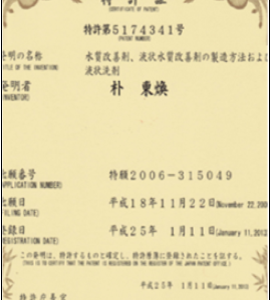 特許証
(CERTIFICATE OF PATENT)
特許第5174341号
(PATENT NUMBER)
発明の名称
(TITLE OF THE INVENTION)
水質改善剤、液状水質改善剤の製造方法およ
液状洗剤
発明者
(INVENTOR)
朴 東煥
出願番号
(APPLICATION NUMBER)
特願2006-315049
出願日
(FILING DATE)
平成18年11月22日(November 22,200
登録日
(REGISTRATION DATE)
平成25年 1月11日(January 11,2013
この発明は、特許するものと確定し、特許原簿に登録されたことを証する。
(THIS IS TO CERTIFY THAT THE PATENT IS REGISTERED ON THE REGISTER OF THE JAPAN PATENT OFFICE.)
平成25年 1月11日(January 11,2013
特許庁長官